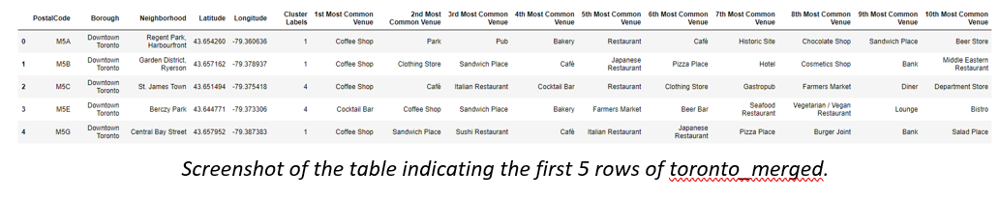 PostalCode Borough Neighborhood Latitude Longitude Cluster Labels 1st Most Common Venue 2nd Most Common Venue 3rd Most Common Venue 4th Most Common Venue 5th Most Common Venue 6th Most Common Venue 7th Most Common Venue 8th Most Common Venue 9th Most Common Venue 10th Most Common Venue
0 M5A Downtown Toronto Regent Park, Harbourfront 43.654260 -79.360636 1 Coffee Shop Park Pub Bakery Restaurant Café Historic Site Chocolate Shop Sandwich Place Beer Store
1 M5B Downtown Toronto Garden District, Ryerson 43.657162 -79.378937 1 Coffee Shop Clothing Store Sandwich Place Café Japanese Restaurant Pizza Place Hotel Cosmetics Shop Bank Middle Eastern Restaurant
2 M5C Downtown Toronto St. James Town 43.651494 -79.375418 4 Coffee Shop Café Italian Restaurant Cocktail Bar Restaurant Clothing Store Gastropub Farmers Market Diner Department Store
3 M5E Downtown Toronto Berczy Park 43.644771 -79.373306 4 Cocktail Bar Coffee Shop Sandwich Place Bakery Farmers Market Beer Bar Seafood Restaurant Vegetarian / Vegan Restaurant Lounge Bistro
4 M5G Downtown Toronto Central Bay Street 43.657952 -79.387383 1 Coffee Shop Sandwich Place Sushi Restaurant Café Italian Restaurant Japanese Restaurant Pizza Place Burger Joint Bank Salad Place
Screenshot of the table indicating the first 5 rows of toronto_merged.